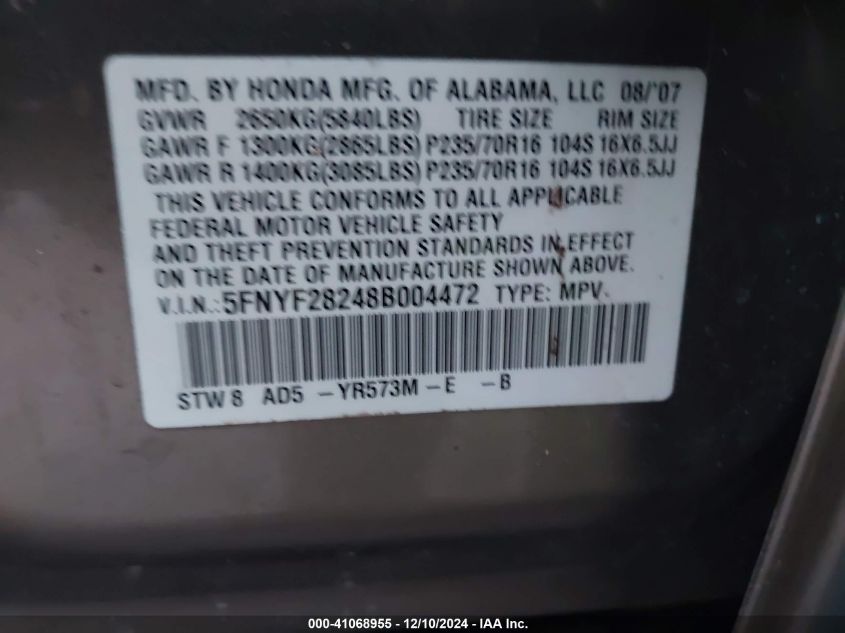 MFD. BY HONDA MFG. OF ALABAMA, LLC 08/'07
GVWR 2650KG(5840LBS) TIRE SIZE RIM SIZE
GAWR F 1300KG(2865LBS) P235/70R16 104S 16X6.5JJ
GAWR R 1400KG(3085LBS) P235/70R16 104S 16X6.5JJ
THIS VEHICLE CONFORMS TO ALL APPLICABLE
FEDERAL MOTOR VEHICLE SAFETY
AND THEFT PREVENTION STANDARDS IN EFFECT
ON THE DATE OF MANUFACTURE SHOWN ABOVE.
V.I.N.: 5FNYF28248B004472 TYPE: MPV.
STW 8 AD5 -YR573M-E -B
000-41068955 - 12/10/2024 - IAA Inc.